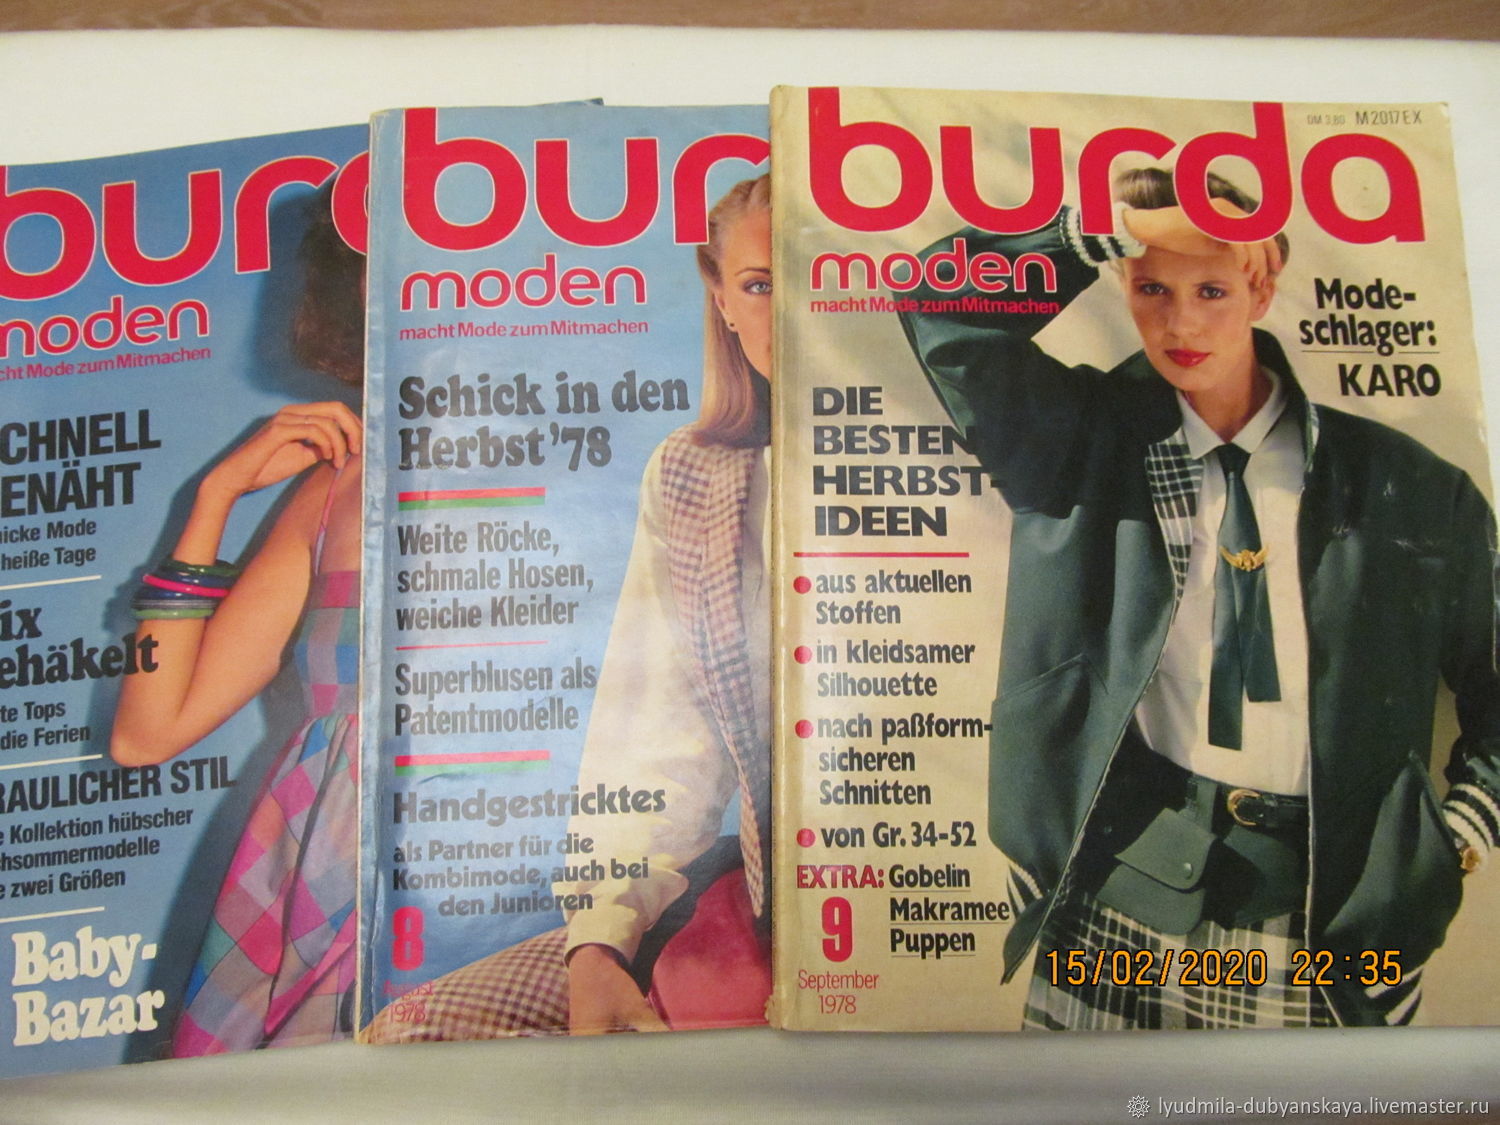 burd
moden
cht Mode zum Mitmachen
CHNELL
ENÄHT
icke Mode
heiße Tage
ix
ehäkelt
te Tops
die Ferien
RAULICHER STIL
e Kollektion hübscher
chsommermodelle
e zwei Größen
Baby-
Bazar
bur
moden
macht Mode zum Mitmachen
Schick in den
Herbst '78
Weite Röcke,
schmale Hosen,
weiche Kleider
Superblusen als
Patentmodelle
Handgestricktes
als Partner für die
Kombimode, auch bei
den Junioren
8
August
1978
DM 3,80 M 2017 EX
burda
moden
macht Mode zum Mitmachen
Mode-
schlager:
KARO
DIE
BESTEN
HERBST-
IDEEN
aus aktuellen
Stoffen
in kleidsamer
Silhouette
nach paßform-
sicheren
Schnitten
von Gr. 34-52
EXTRA: Gobelin
Makramee
Puppen
9
September
1978
15/02/2020 22:35
lyudmila-dubyanskaya.livemaster.ru